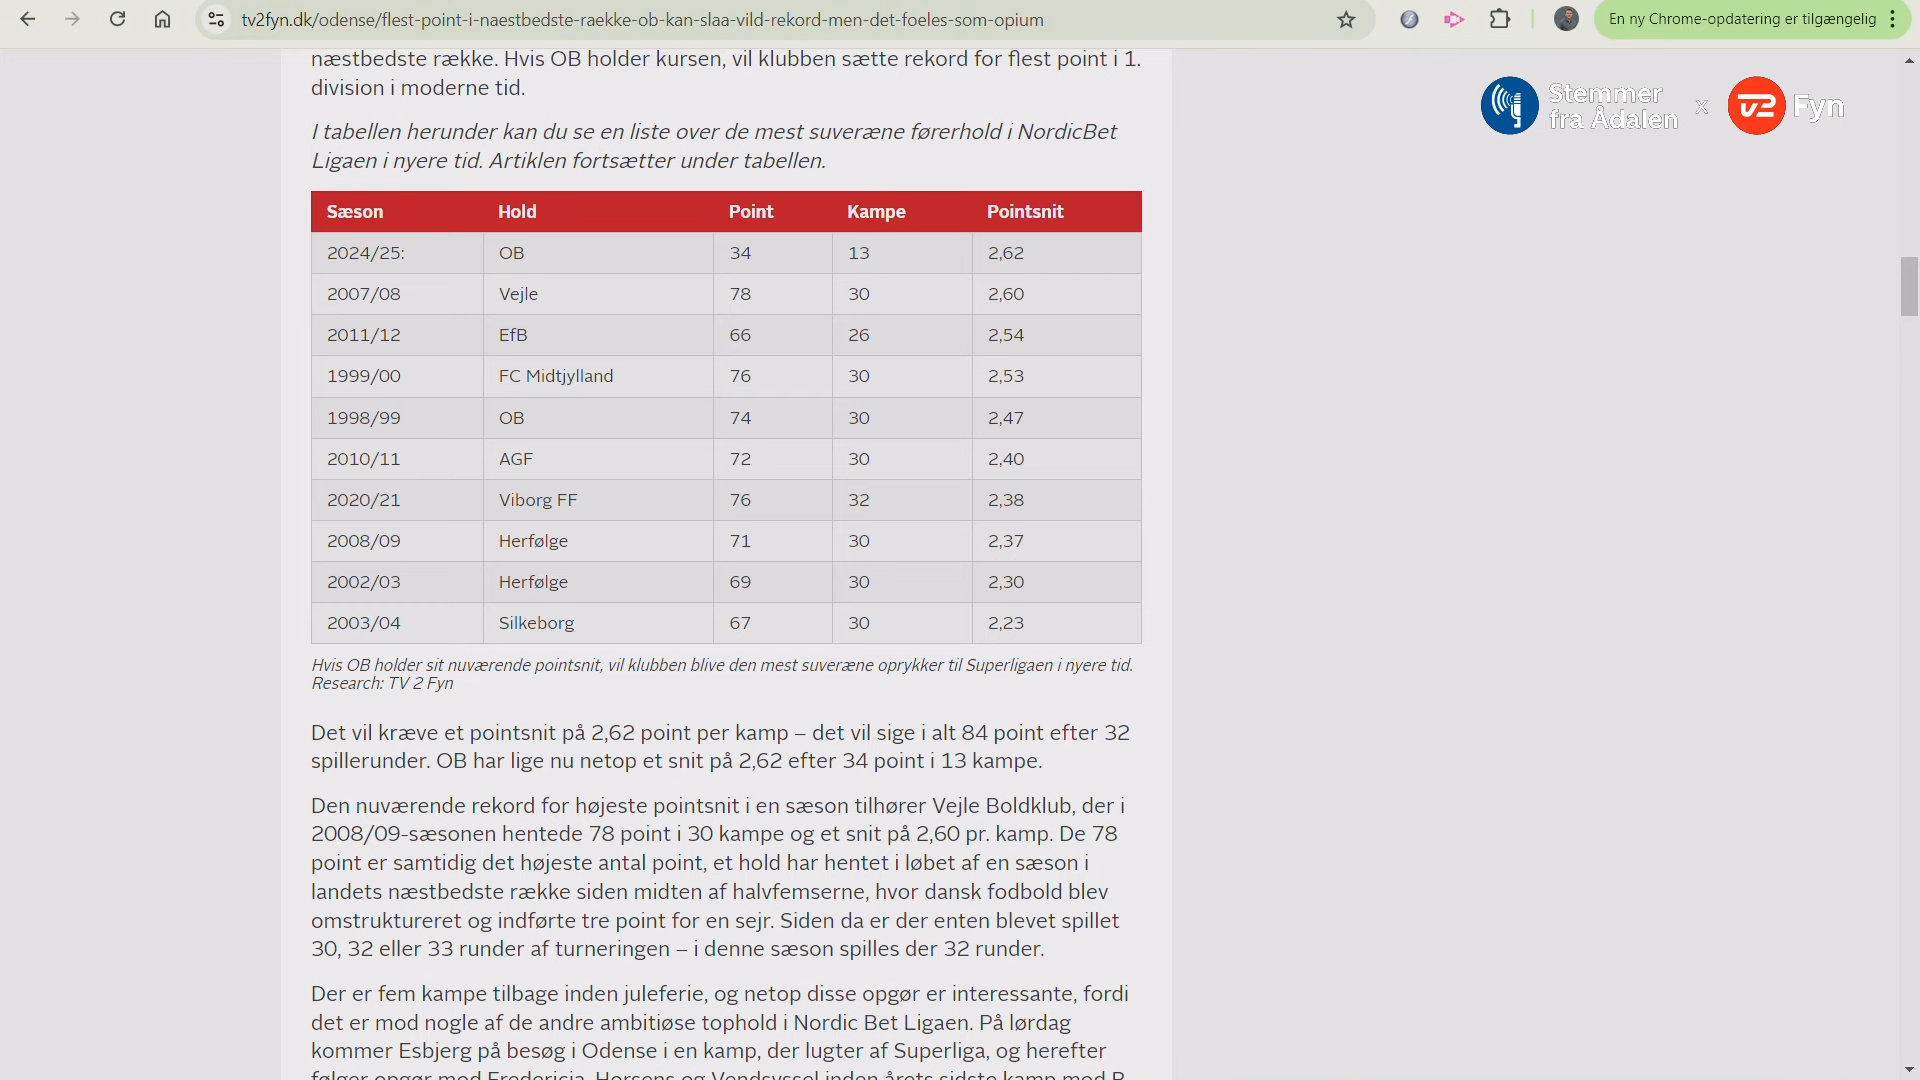 tv2fyn.dk/odense/flest-point-i-naestbedste-raekke-ob-kan-slaa-vild-rekord-men-det-foeles-som-opium
En ny Chrome-opdatering er tilgængelig
næstbedste række. Hvis OB holder kursen, vil klubben sætte rekord for flest point i 1.
division i moderne tid.
Stemmer
fra Ådalen x TV2 Fyn
I tabellen herunder kan du se en liste over de mest suveræne førerhold i NordicBet
Ligaen i nyere tid. Artiklen fortsætter under tabellen.
Sæson Hold Point Kampe Pointsnit
2024/25: OB 34 13 2,62
2007/08 Vejle 78 30 2,60
2011/12 EfB 66 26 2,54
1999/00 FC Midtjylland 76 30 2,53
1998/99 OB 74 30 2,47
2010/11 AGF 72 30 2,40
2020/21 Viborg FF 76 32 2,38
2008/09 Herfølge 71 30 2,37
2002/03 Herfølge 69 30 2,30
2003/04 Silkeborg 67 30 2,23
Hvis OB holder sit nuværende pointsnit, vil klubben blive den mest suveræne oprykker til Superligaen i nyere tid.
Research: TV 2 Fyn
Det vil kræve et pointsnit på 2,62 point per kamp – det vil sige i alt 84 point efter 32
spillerunder. OB har lige nu netop et snit på 2,62 efter 34 point i 13 kampe.
Den nuværende rekord for højeste pointsnit i en sæson tilhører Vejle Boldklub, der i
2008/09-sæsonen hentede 78 point i 30 kampe og et snit på 2,60 pr. kamp. De 78
point er samtidig det højeste antal point, et hold har hentet i løbet af en sæson i
landets næstbedste række siden midten af halvfemserne, hvor dansk fodbold blev
omstruktureret og indførte tre point for en sejr. Siden da er der enten blevet spillet
30, 32 eller 33 runder af turneringen – i denne sæson spilles der 32 runder.
Der er fem kampe tilbage inden juleferie, og netop disse opgør er interessante, fordi
det er mod nogle af de andre ambitiøse tophold i Nordic Bet Ligaen. På lørdag
kommer Esbjerg på besøg i Odense i en kamp, der lugter af Superliga, og herefter
følger opgør mod Fredericia, Horsens og Vendsyssel inden årets sidste kamp mod B